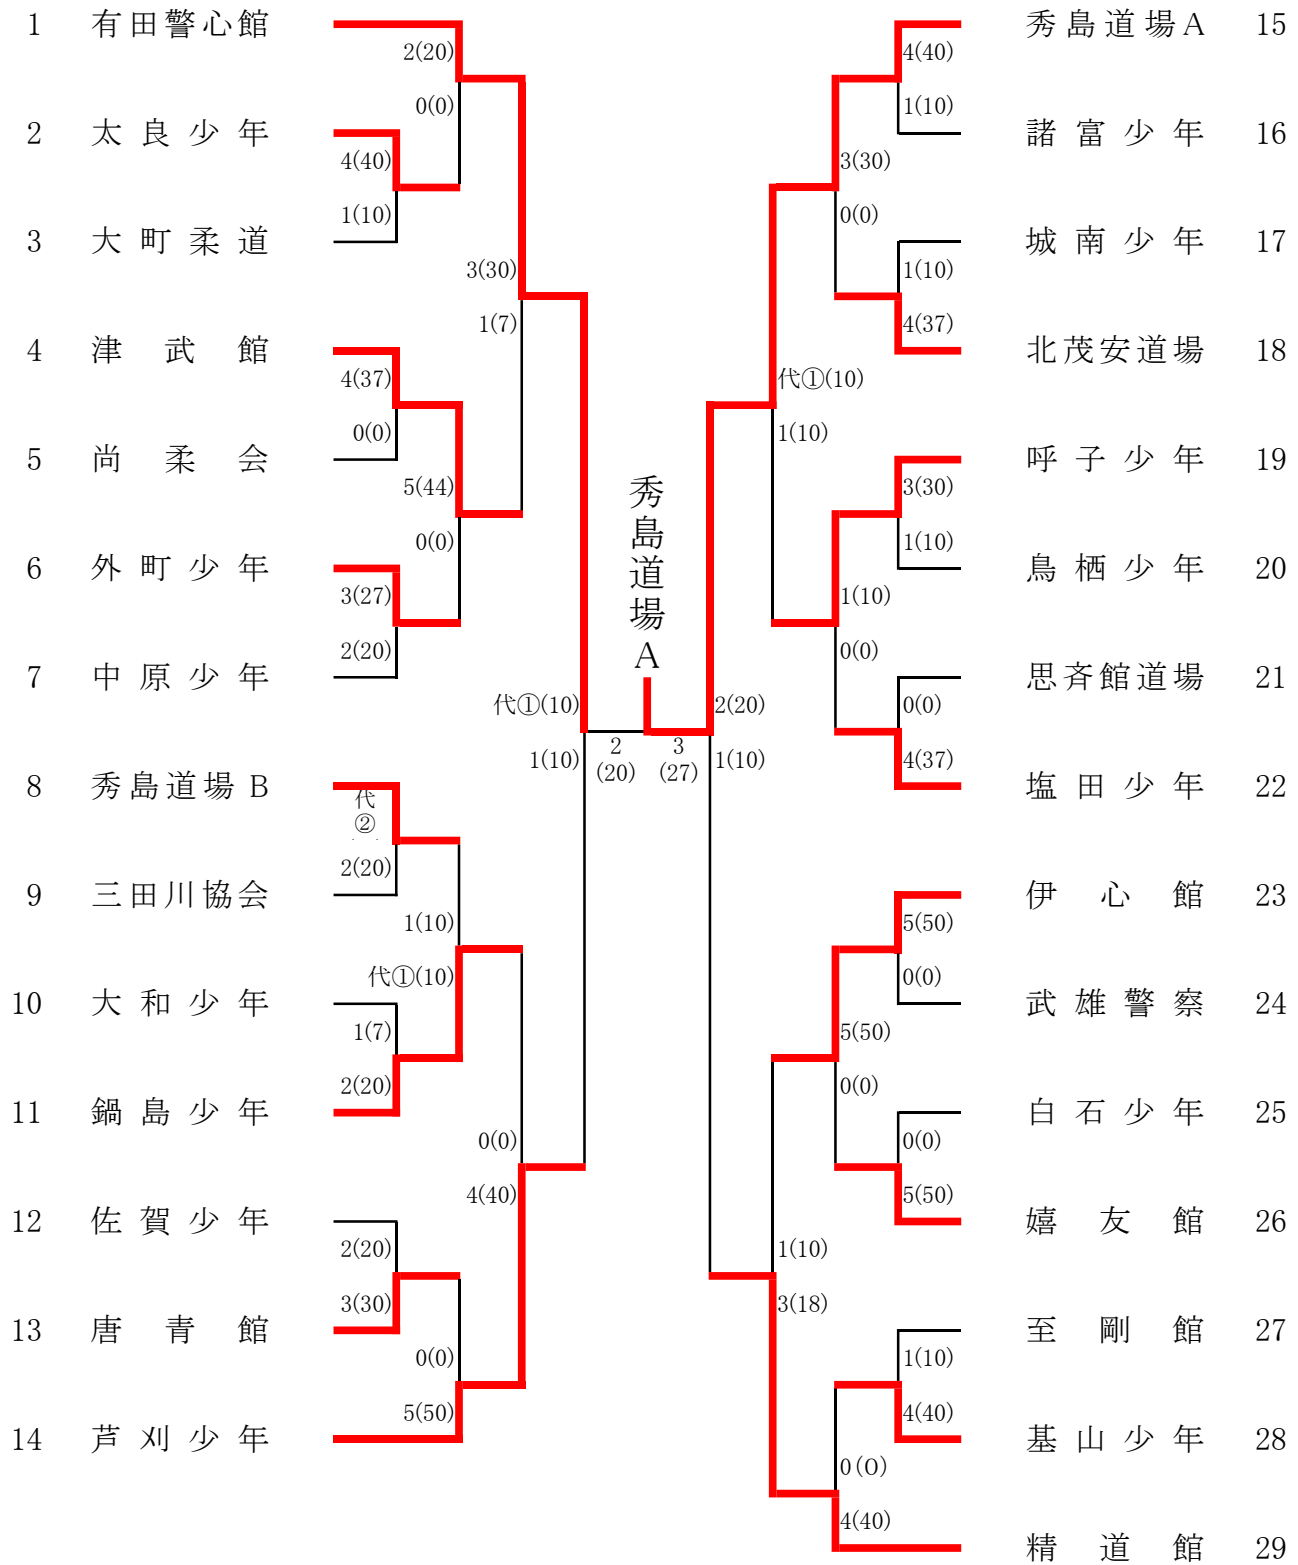 1 有田警心館
2(20)
0(0)
2 太良少年
4(40)
1(10)
3 大町柔道
3(30)
1(7)
4 津武館
4(37)
0(0)
5 尚柔会
5(44)
0(0)
6 外町少年
3(27)
2(20)
7 中原少年
代①(10)
1(10)
8 秀島道場B
代
②
2(20)
9 三田川協会
1(10)
代①(10)
10 大和少年
1(7)
2(20)
11 鍋島少年
0(0)
4(40)
12 佐賀少年
2(20)
3(30)
13 唐青館
0(0)
5(50)
14 芦刈少年
秀島道場A
2
(20)
3
(27)
秀島道場A 15
4(40)
1(10)
諸富少年 16
3(30)
0(0)
城南少年 17
1(10)
4(37)
北茂安道場 18
代①(10)
1(10)
呼子少年 19
3(30)
1(10)
鳥栖少年 20
1(10)
0(0)
思斉館道場 21
0(0)
4(37)
塩田少年 22
2(20)
1(10)
伊心館 23
5(50)
0(0)
武雄警察 24
5(50)
0(0)
白石少年 25
0(0)
5(50)
嬉友館 26
1(10)
3(18)
至剛館 27
1(10)
4(40)
基山少年 28
0(O)
4(40)
精道館 29